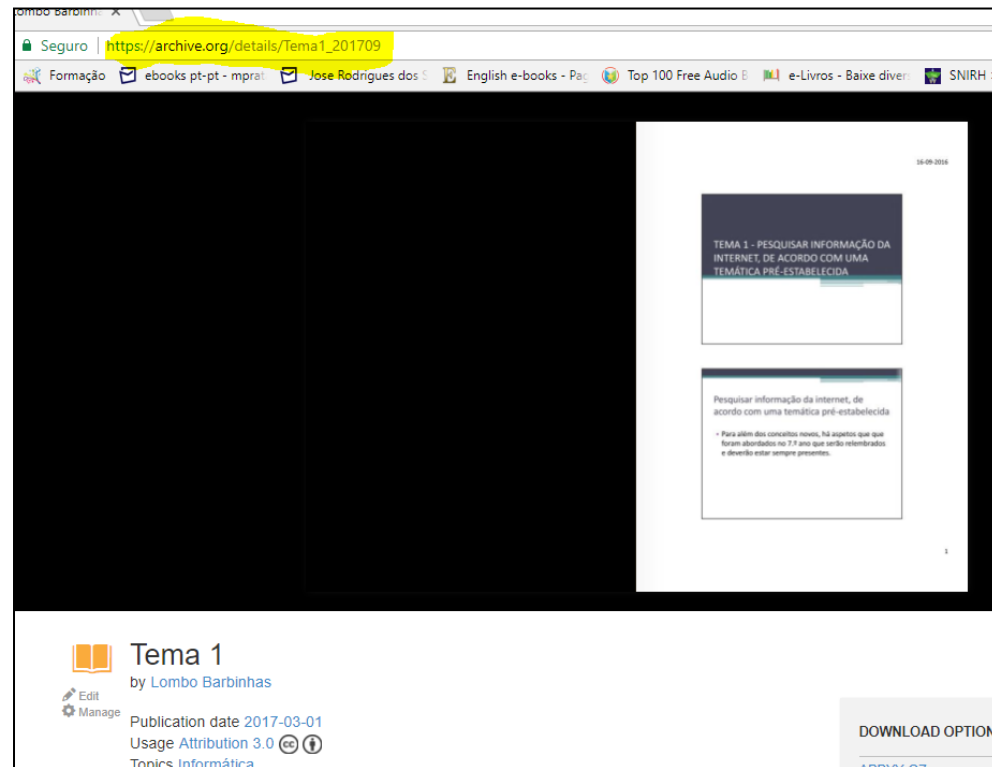 Lombo Barbinha
Seguro | https://archive.org/details/Tema1_201709
Formação ebooks pt-pt - mprat Jose Rodrigues dos S English e-books - Pag Top 100 Free Audio B e-Livros - Baixe diver SNIRH
16-09-2016
TEMA 1 - PESQUISAR INFORMAÇÃO DA
INTERNET, DE ACORDO COM UMA
TEMÁTICA PRÉ-ESTABELECIDA
Pesquisar informação da internet, de
acordo com uma temática pré-estabelecida
• Para além dos conceitos novos, há aspetos que que
foram abordados no 7.º ano que serão relembrados
e deverão estar sempre presentes.
1
Tema 1
by Lombo Barbinhas
Edit
Manage
Publication date 2017-03-01
Usage Attribution 3.0
Topics Informática
DOWNLOAD OPTION